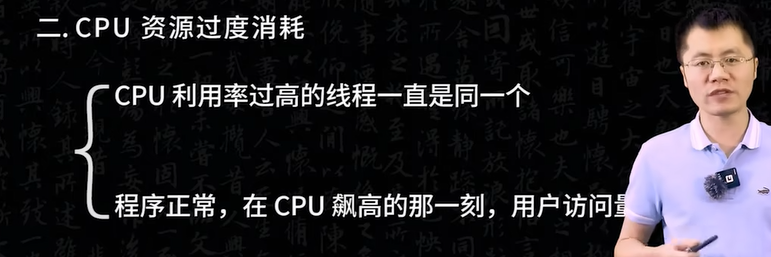 二. CPU 资源过度消耗
CPU 利用率过高的线程一直是同一个
程序正常，在 CPU 飙高的那一刻，用户访问量